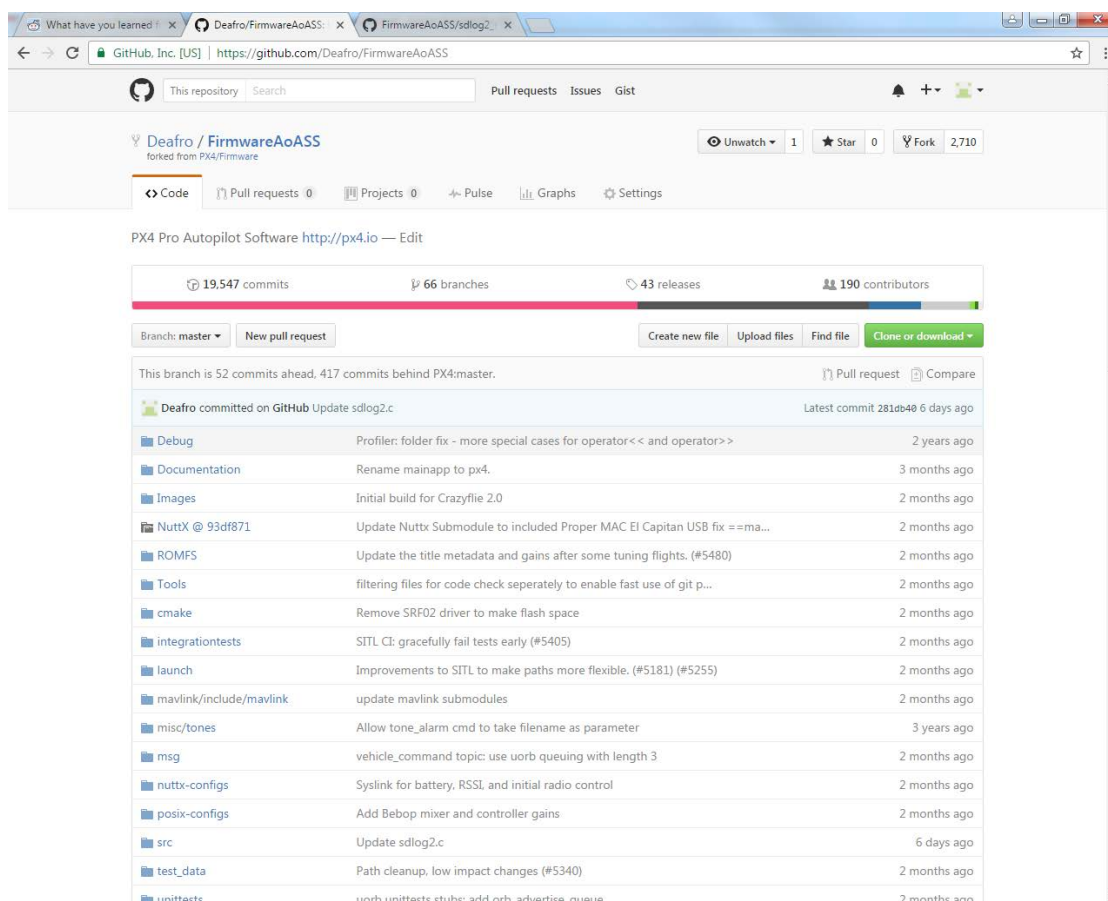 What have you learned f
Deafro/FirmwareAoASS:
FirmwareAoASS/sdlog2_
GitHub, Inc. [US] | https://github.com/Deafro/FirmwareAoASS
This repository Search Pull requests Issues Gist
Deafro / FirmwareAoASS Unwatch 1 Star 0 Fork 2,710
forked from PX4/Firmware
Code Pull requests 0 Projects 0 Pulse Graphs Settings
PX4 Pro Autopilot Software http://px4.io — Edit
19,547 commits 66 branches 43 releases 190 contributors
Branch: master New pull request Create new file Upload files Find file Clone or download
This branch is 52 commits ahead, 417 commits behind PX4:master. Pull request Compare
Deafro committed on GitHub Update sdlog2.c Latest commit 281db40 6 days ago
Debug Profiler: folder fix - more special cases for operator<< and operator>> 2 years ago
Documentation Rename mainapp to px4. 3 months ago
Images Initial build for Crazyflie 2.0 2 months ago
NuttX @ 93df871 Update Nuttx Submodule to included Proper MAC El Capitan USB fix ==ma... 2 months ago
ROMFS Update the title metadata and gains after some tuning flights. (#5480) 2 months ago
Tools filtering files for code check seperately to enable fast use of git p... 2 months ago
cmake Remove SRF02 driver to make flash space 2 months ago
integrationtests SITL CI: gracefully fail tests early (#5405) 2 months ago
launch Improvements to SITL to make paths more flexible. (#5181) (#5255) 2 months ago
mavlink/include/mavlink update mavlink submodules 2 months ago
misc/tones Allow tone_alarm cmd to take filename as parameter 3 years ago
msg vehicle_command topic: use uorb queuing with length 3 2 months ago
nuttx-configs Syslink for battery, RSSI, and initial radio control 2 months ago
posix-configs Add Bebop mixer and controller gains 2 months ago
src Update sdlog2.c 6 days ago
test_data Path cleanup, low impact changes (#5340) 2 months ago
unittests uorb unittests stubs: add orb_advertise_queue 2 months ago